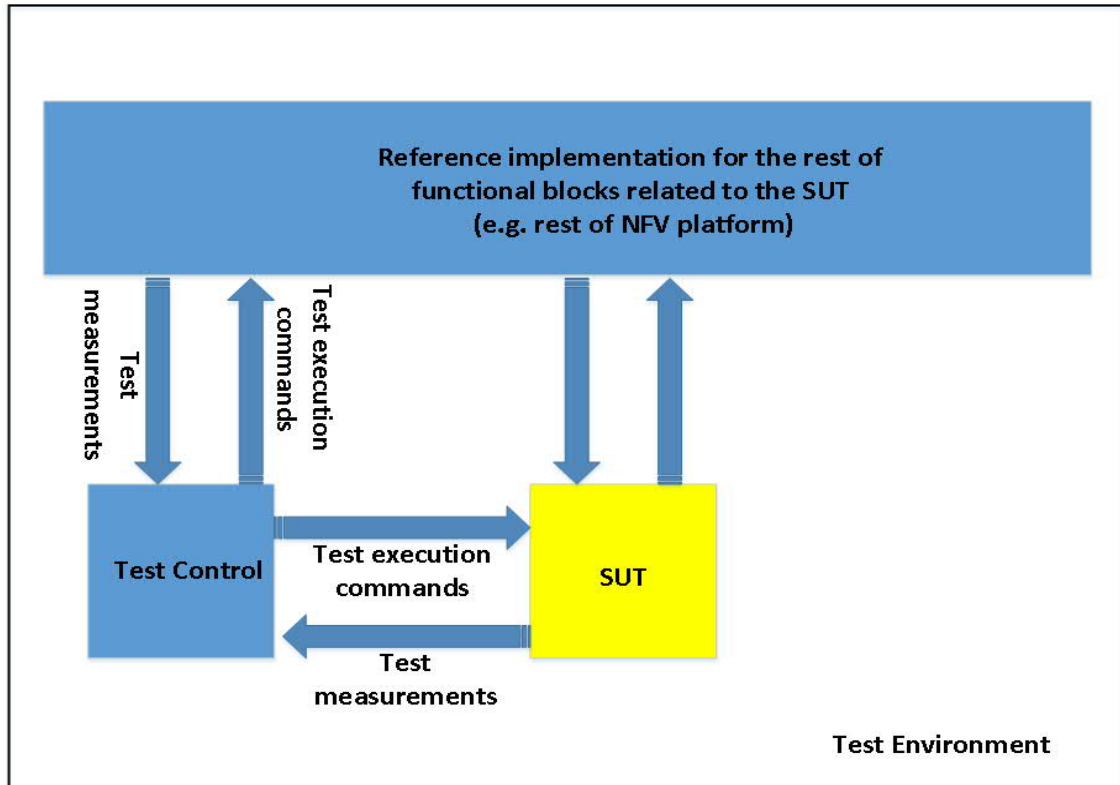 Reference implementation for the rest of
functional blocks related to the SUT
(e.g. rest of NFV platform)
Test
measurements
Test execution
commands
Test Control
Test execution
commands
SUT
Test
measurements
Test Environment